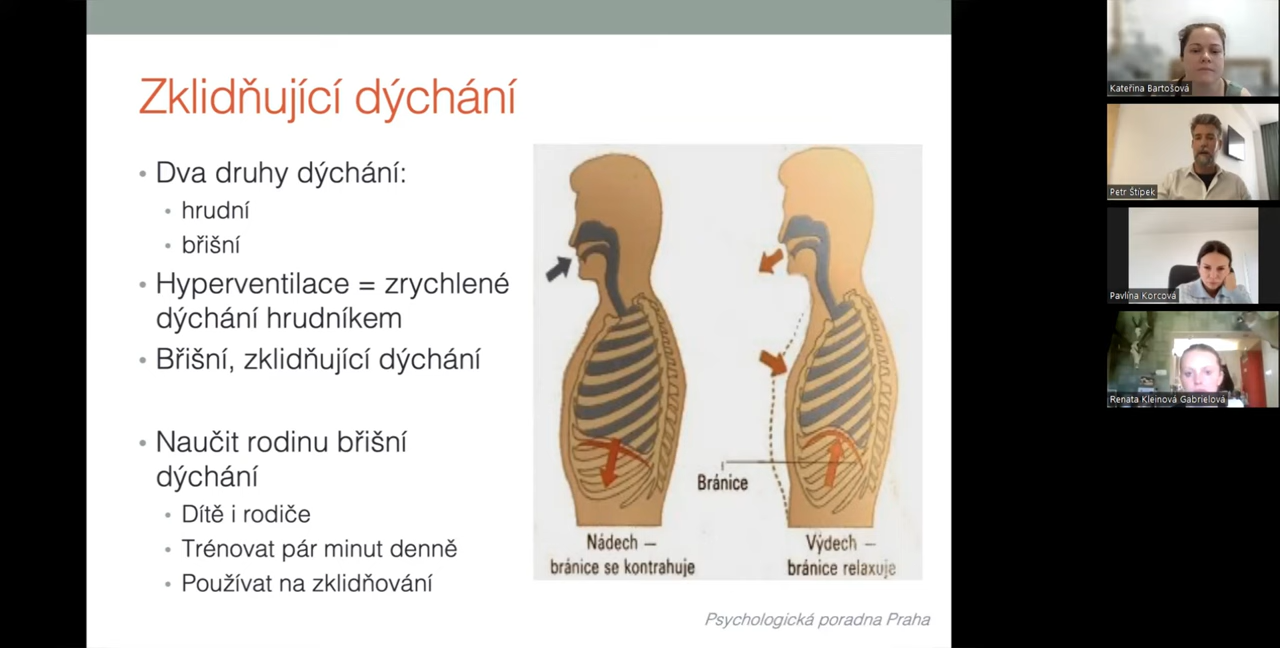 Zklidňující dýchání
Dva druhy dýchání:
hrudní
břišní
Hyperventilace = zrychlené
dýchání hrudníkem
Břišní, zklidňující dýchání
Naučit rodinu břišní
dýchání
Dítě i rodiče
Trénovat pár minut denně
Používat na zklidňování
Bránice
Nádech –
bránice se kontrahuje
Výdech –
bránice relaxuje
Psychologická poradna Praha
Kateřina Bartošová
Petr Štípek
Pavlína Korcová
Renata Kleinová Gabrielová